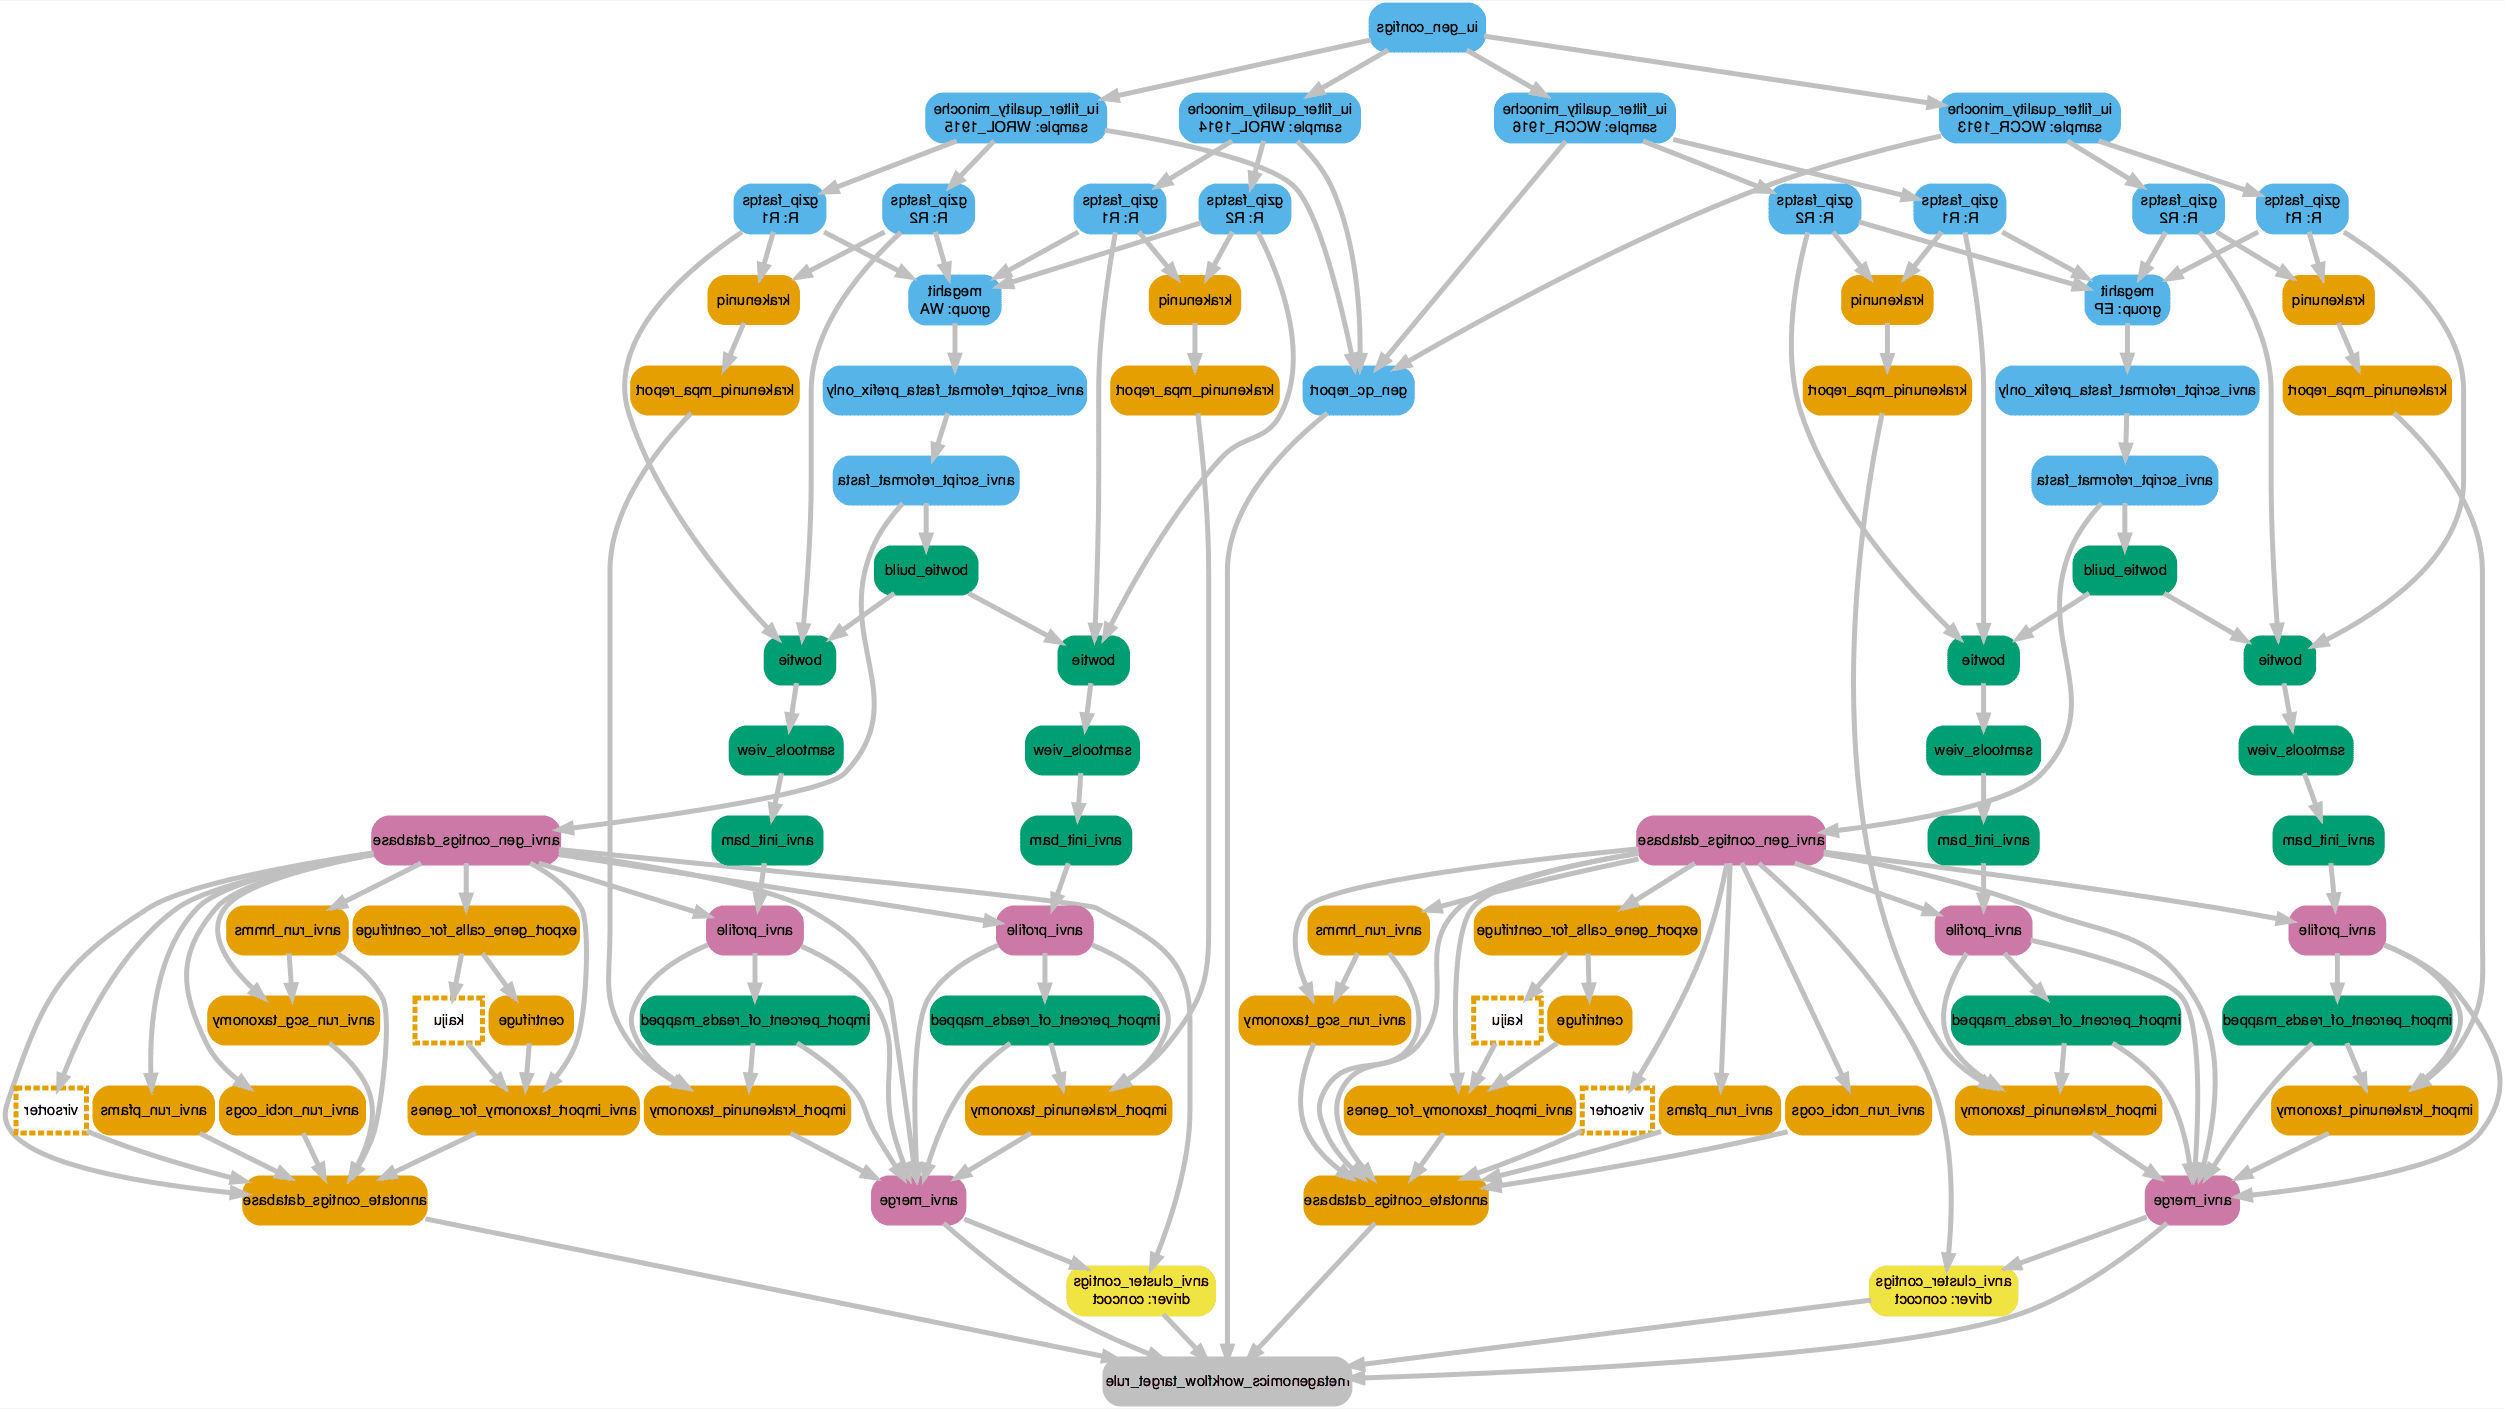 iu_gen_configs
iu_filter_quality_minoche
sample: WROL_1915
iu_filter_quality_minoche
sample: WROL_1914
iu_filter_quality_minoche
sample: WCCR_1916
iu_filter_quality_minoche
sample: WCCR_1913
gzip_fastqs
R: R1
gzip_fastqs
R: R2
gzip_fastqs
R: R1
gzip_fastqs
R: R2
gzip_fastqs
R: R2
gzip_fastqs
R: R1
gzip_fastqs
R: R2
gzip_fastqs
R: R1
krakenuniq
megahit
group: WA
krakenuniq
krakenuniq
megahit
group: EP
krakenuniq
krakenuniq_mpa_report
anvi_script_reformat_fasta_prefix_only
krakenuniq_mpa_report
gen_qc_report
krakenuniq_mpa_report
anvi_script_reformat_fasta_prefix_only
krakenuniq_mpa_report
anvi_script_reformat_fasta
anvi_script_reformat_fasta
bowtie_build
bowtie_build
bowtie
bowtie
bowtie
bowtie
samtools_view
samtools_view
samtools_view
samtools_view
anvi_gen_contigs_database
anvi_init_bam
anvi_init_bam
anvi_gen_contigs_database
anvi_init_bam
anvi_init_bam
anvi_run_hmms
export_gene_calls_for_centrifuge
anvi_profile
anvi_profile
anvi_run_hmms
export_gene_calls_for_centrifuge
anvi_profile
anvi_profile
anvi_run_scg_taxonomy
kaiju
centrifuge
import_percent_of_reads_mapped
import_percent_of_reads_mapped
anvi_run_scg_taxonomy
kaiju
centrifuge
import_percent_of_reads_mapped
import_percent_of_reads_mapped
virsorter
anvi_run_pfams
anvi_run_ncbi_cogs
anvi_import_taxonomy_for_genes
import_krakenuniq_taxonomy
import_krakenuniq_taxonomy
anvi_import_taxonomy_for_genes
virsorter
anvi_run_pfams
anvi_run_ncbi_cogs
import_krakenuniq_taxonomy
import_krakenuniq_taxonomy
annotate_contigs_database
anvi_merge
annotate_contigs_database
anvi_merge
anvi_cluster_contigs
driver: concoct
anvi_cluster_contigs
driver: concoct
metagenomics_workflow_target_rule